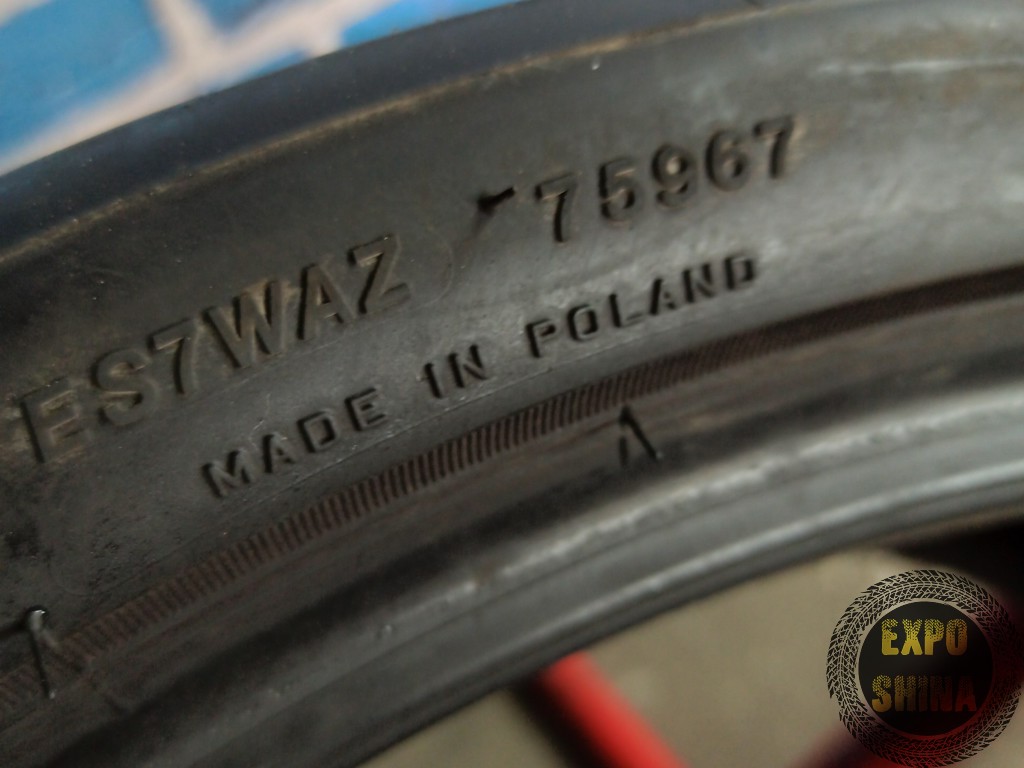 ES7WAZ 75967
MADE IN POLAND
EXPO
SHINA